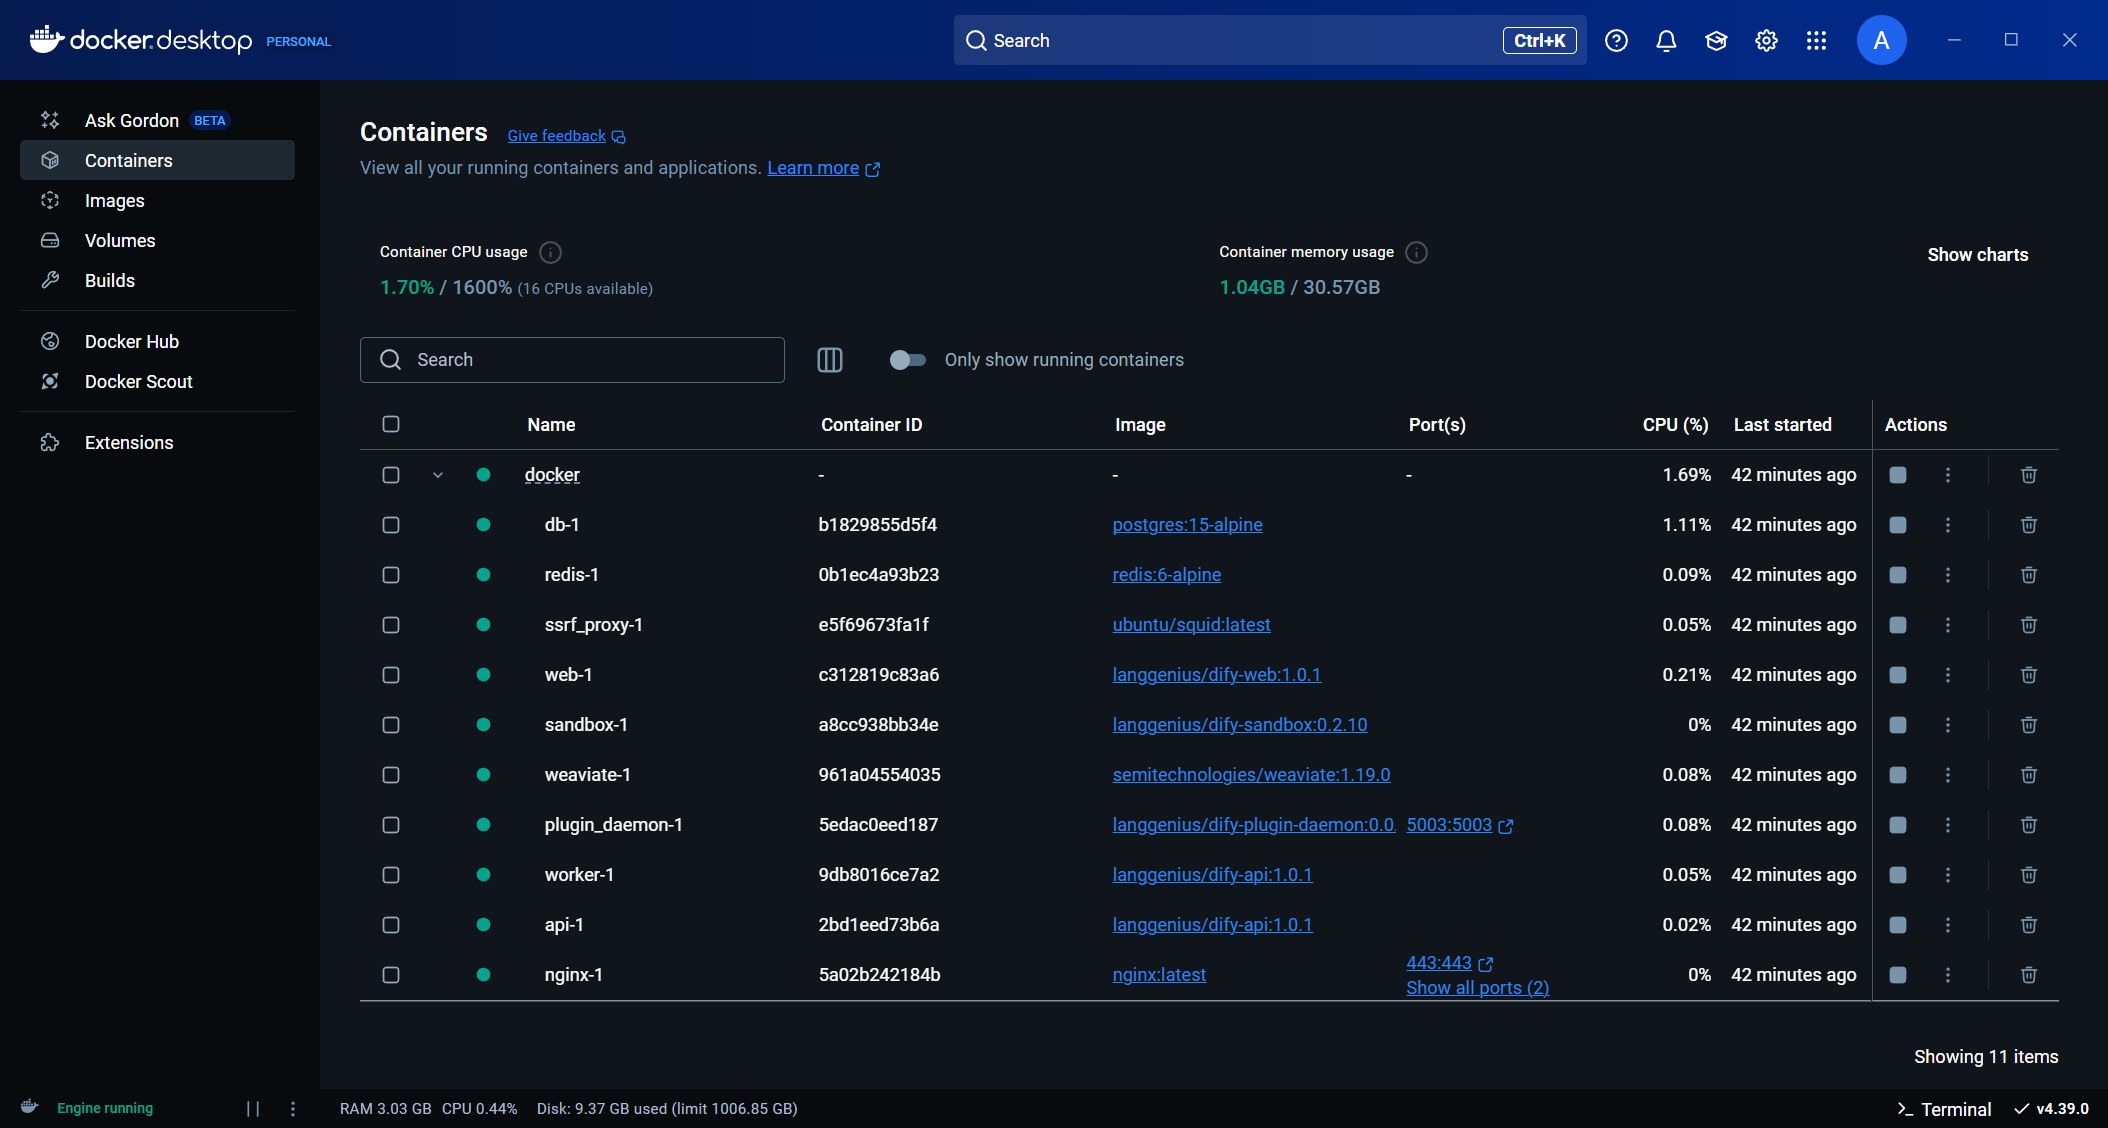 docker.desktop PERSONAL
Search Ctrl+K
A
Ask Gordon BETA
Containers
Images
Volumes
Builds
Docker Hub
Docker Scout
Extensions
Containers Give feedback
View all your running containers and applications. Learn more
Container CPU usage
1.70% / 1600% (16 CPUs available)
Container memory usage
1.04GB / 30.57GB
Show charts
Search
Only show running containers
Name Container ID Image Port(s) CPU (%) Last started Actions
docker - - - 1.69% 42 minutes ago
db-1 b1829855d5f4 postgres:15-alpine 1.11% 42 minutes ago
redis-1 0b1ec4a93b23 redis:6-alpine 0.09% 42 minutes ago
ssrf_proxy-1 e5f69673fa1f ubuntu/squid:latest 0.05% 42 minutes ago
web-1 c312819c83a6 langgenius/dify-web:1.0.1 0.21% 42 minutes ago
sandbox-1 a8cc938bb34e langgenius/dify-sandbox:0.2.10 0% 42 minutes ago
weaviate-1 961a04554035 semitechnologies/weaviate:1.19.0 0.08% 42 minutes ago
plugin_daemon-1 5edac0eed187 langgenius/dify-plugin-daemon:0.0. 5003:5003 0.08% 42 minutes ago
worker-1 9db8016ce7a2 langgenius/dify-api:1.0.1 0.05% 42 minutes ago
api-1 2bd1eed73b6a langgenius/dify-api:1.0.1 0.02% 42 minutes ago
nginx-1 5a02b242184b nginx:latest 443:443 0% 42 minutes ago
Show all ports (2)
Showing 11 items
Engine running
RAM 3.03 GB CPU 0.44% Disk: 9.37 GB used (limit 1006.85 GB)
Terminal v4.39.0